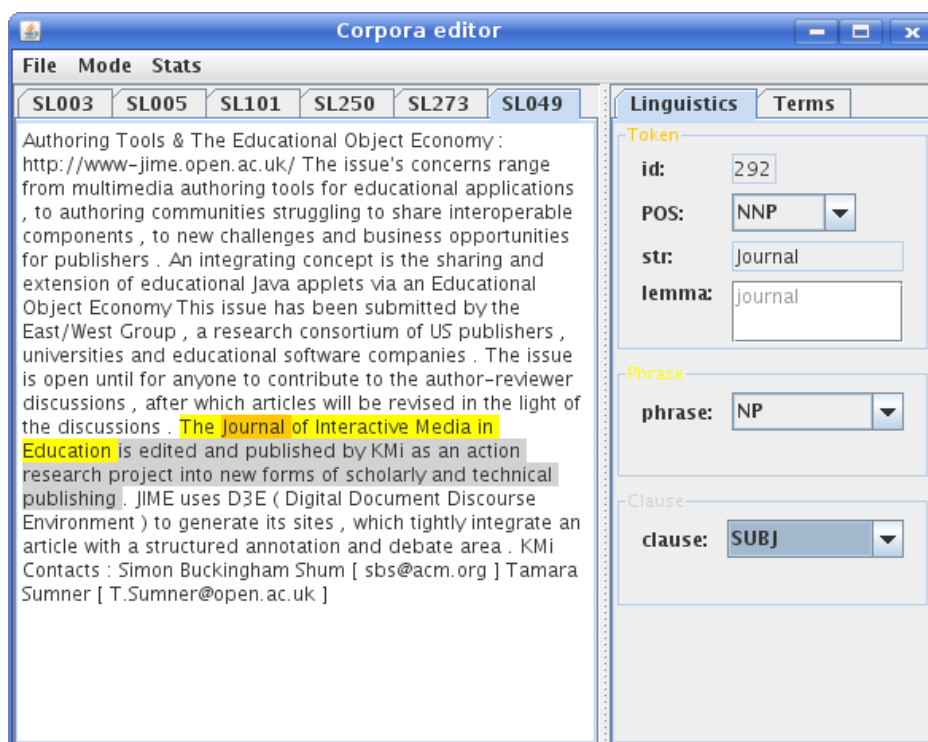 Corpora editor
File Mode Stats
SL003 SL005 SL101 SL250 SL273 SL049
Authoring Tools & The Educational Object Economy :
http://www-jime.open.ac.uk/ The issue's concerns range
from multimedia authoring tools for educational applications
, to authoring communities struggling to share interoperable
components , to new challenges and business opportunities
for publishers . An integrating concept is the sharing and
extension of educational Java applets via an Educational
Object Economy This issue has been submitted by the
East/West Group , a research consortium of US publishers ,
universities and educational software companies . The issue
is open until for anyone to contribute to the author-reviewer
discussions , after which articles will be revised in the light of
the discussions . The Journal of Interactive Media in
Education is edited and published by KMi as an action
research project into new forms of scholarly and technical
publishing . JIME uses D3E ( Digital Document Discourse
Environment ) to generate its sites , which tightly integrate an
article with a structured annotation and debate area . KMi
Contacts : Simon Buckingham Shum [ sbs@acm.org ] Tamara
Sumner [ T.Sumner@open.ac.uk ]
Linguistics Terms
Token
id: 292
POS: NNP
str: Journal
lemma: journal
Phrase
phrase: NP
Clause
clause: SUBJ